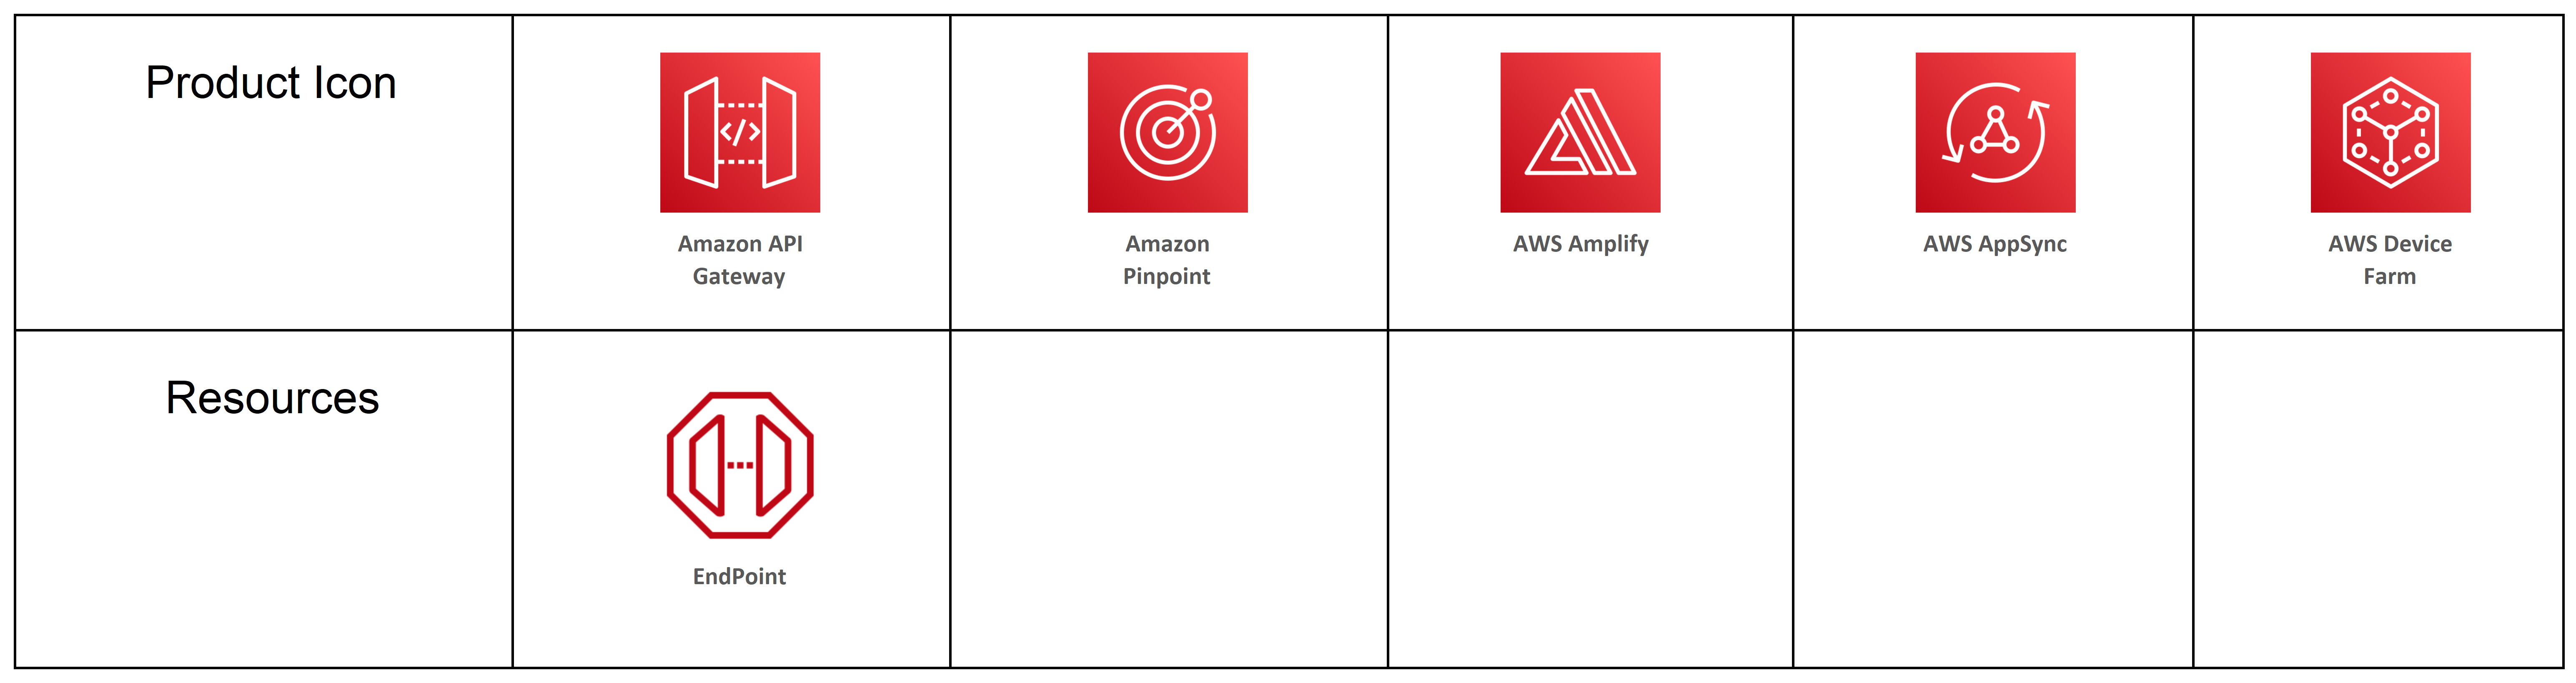 Product Icon
</>
Amazon API
Gateway
Amazon
Pinpoint
AWS Amplify
AWS AppSync
AWS Device
Farm
Resources
EndPoint